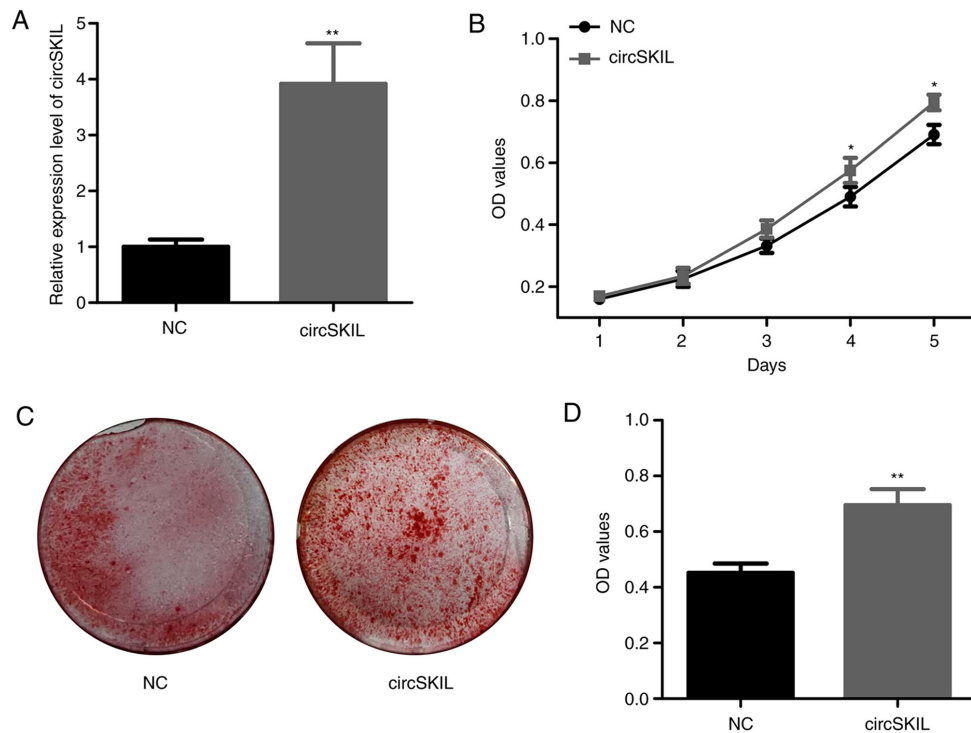 A
Relative expression level of circSKIL
5
4
3
2
1
0
**
NC
circSKIL
B
NC
circSKIL
OD values
1.0
0.8
0.6
0.4
0.2
*
*
1
2
3
4
5
Days
C
NC
circSKIL
D
OD values
1.0
0.8
0.6
0.4
0.2
0.0
**
NC
circSKIL